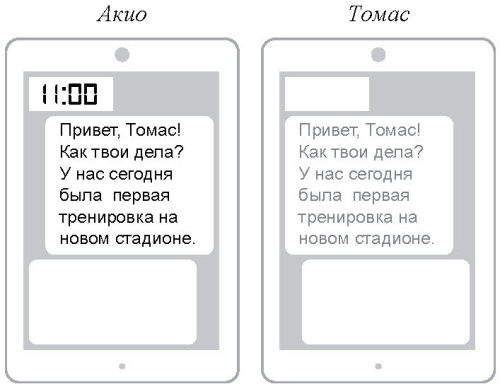 Акио
Томас
11:00
Привет, Томас!
Как твои дела?
У нас сегодня
была первая
тренировка на
новом стадионе.
Привет, Томас!
Как твои дела?
У нас сегодня
была первая
тренировка на
новом стадионе.